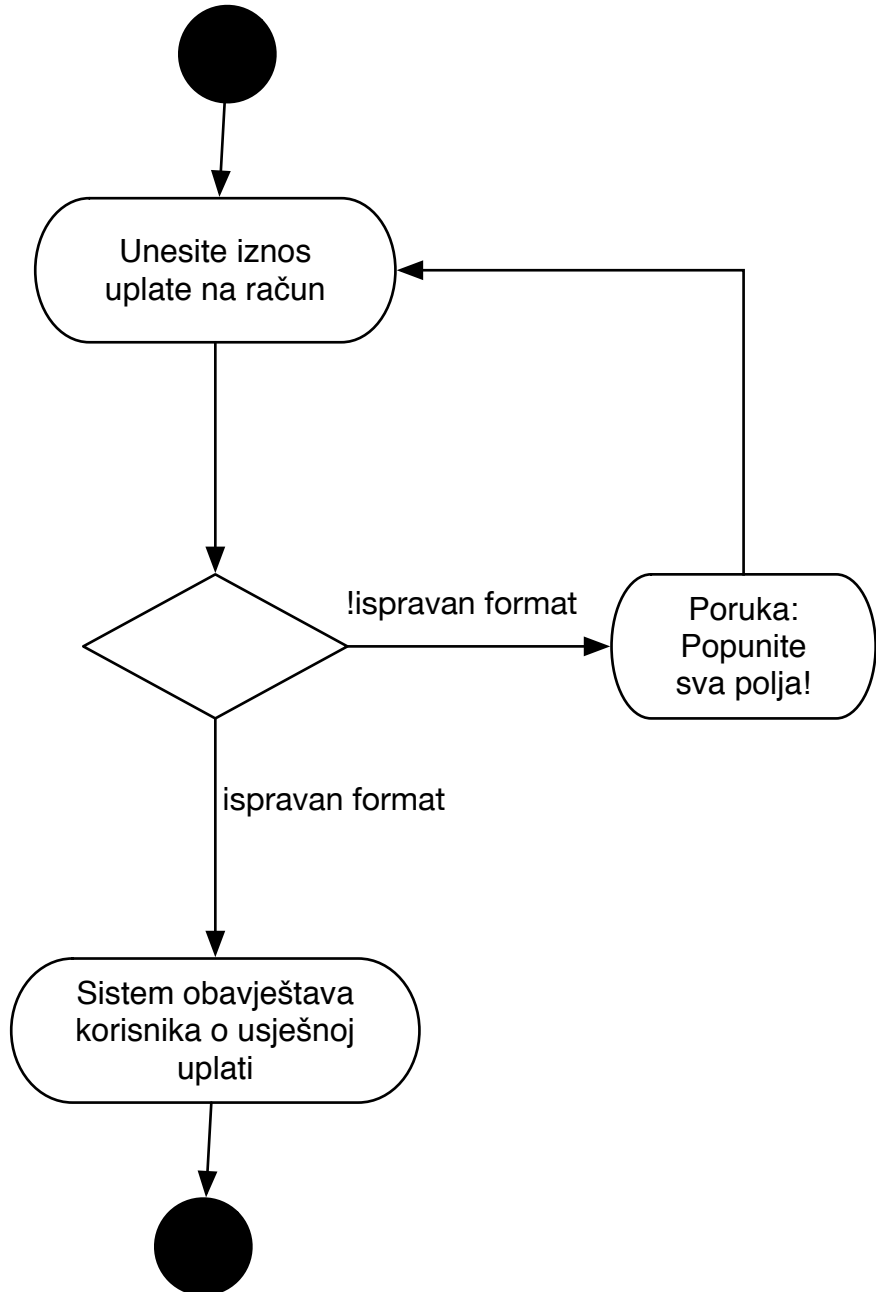 Unesite iznos
uplate na račun
!ispravan format
Poruka:
Popunite
sva polja!
ispravan format
Sistem obavještava
korisnika o usješnoj
uplati